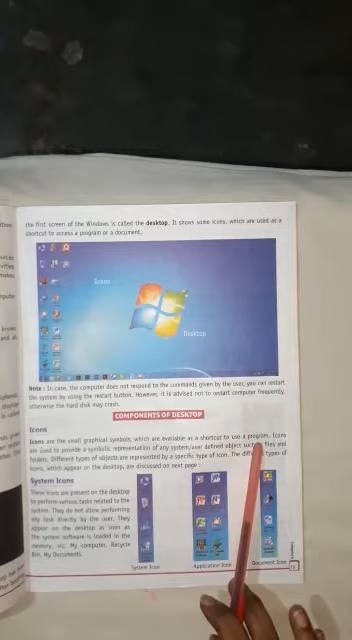 the first screen of the Windows is called the desktop. It shows some icons, which are used as a
shortcut to access a program or a document.
Icons
Desktop
Note : In case, the computer does not respond to the commands given by the user, you can restart
the system by using the restart button. However, it is advised not to restart computer frequently,
otherwise the hard disk may crash.
COMPONENTS OF DESKTOP
Icons
Icons are the small graphical symbols, which are available as a shortcut to use a program. Icons
are used to provide a symbolic representation of any system/user defined object such files and
folders. Different types of objects are represented by a specific type of icon. The types of
icons, which appear on the desktop, are discussed on next page :
System Icons
These icons are present on the desktop
to perform various tasks related to the
system. They do not allow performing
any task directly by the user. They
appear on the desktop as soon as
the system software is loaded in the
memory; viz. My computer, Recycle
Bin, My Documents.
System Icon
Application Icon
Document Icon